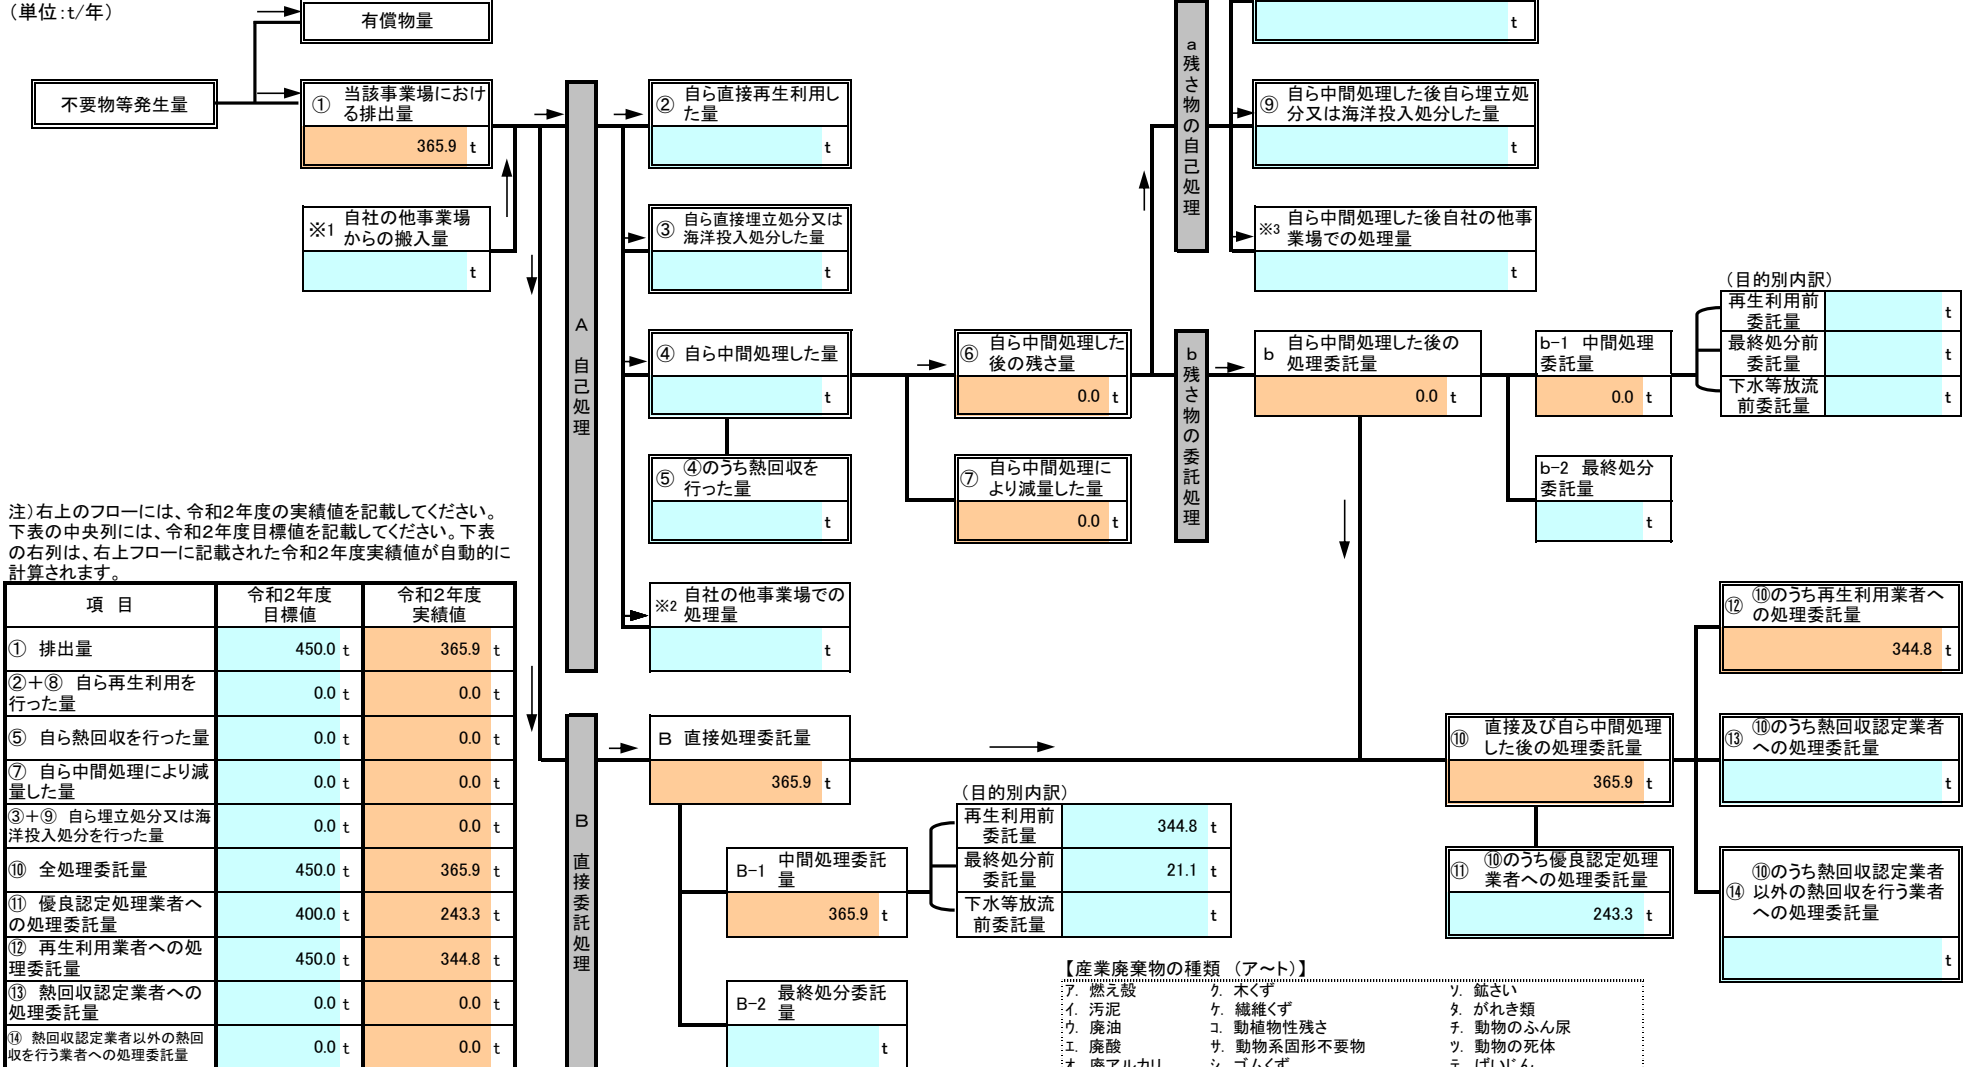 （単位：t/年）
有償物量
t
不要物等発生量
① 当該事業場におけ
る排出量
365.9 t
※1 自社の他事業場
からの搬入量
t
A 自己処理
② 自ら直接再生利用し
た量
t
③ 自ら直接埋立処分又は
海洋投入処分した量
t
④ 自ら中間処理した量
t
⑤ ④のうち熱回収を
行った量
t
※2 自社の他事業場での
処理量
t
⑥ 自ら中間処理した
後の残さ量
0.0 t
⑦ 自ら中間処理に
より減量した量
0.0 t
a 残さ物の自己処理
⑨ 自ら中間処理した後自ら埋立処
分又は海洋投入処分した量
t
※3 自ら中間処理した後自社の他事
業場での処理量
t
b 残さ物の委託処理
b 自ら中間処理した後の
処理委託量
0.0 t
b-1 中間処理
委託量
0.0 t
b-2 最終処分
委託量
t
（目的別内訳）
再生利用前
委託量
t
最終処分前
委託量
t
下水等放流
前委託量
t
注）右上のフローには、令和２年度の実績値を記載してください。
下表の中央列には、令和２年度目標値を記載してください。下表
の右列は、右上フローに記載された令和２年度実績値が自動的に
計算されます。
項 目 令和２年度
目標値 令和２年度
実績値
① 排出量 450.0 t 365.9 t
②＋⑧ 自ら再生利用を
行った量 0.0 t 0.0 t
⑤ 自ら熱回収を行った量 0.0 t 0.0 t
⑦ 自ら中間処理により減
量した量 0.0 t 0.0 t
③＋⑨ 自ら埋立処分又は海
洋投入処分を行った量 0.0 t 0.0 t
⑩ 全処理委託量 450.0 t 365.9 t
⑪ 優良認定処理業者へ
の処理委託量 400.0 t 243.3 t
⑫ 再生利用業者への処
理委託量 450.0 t 344.8 t
⑬ 熱回収認定業者への
処理委託量 0.0 t 0.0 t
⑭ 熱回収認定業者以外の熱回
収を行う業者への処理委託量 0.0 t 0.0 t
B 直接委託処理
B 直接処理委託量
365.9 t
B-1 中間処理委託
量
365.9 t
B-2 最終処分委託
量
t
（目的別内訳）
再生利用前
委託量
344.8 t
最終処分前
委託量
21.1 t
下水等放流
前委託量
t
⑩ 直接及び自ら中間処理
した後の処理委託量
365.9 t
⑪ ⑩のうち優良認定処理
業者への処理委託量
243.3 t
⑫ ⑩のうち再生利用業者へ
の処理委託量
344.8 t
⑬ ⑩のうち熱回収認定業者
への処理委託量
t
⑭ ⑩のうち熱回収認定業者
以外の熱回収を行う業者
への処理委託量
t
【産業廃棄物の種類 （ア～ト）】
ア. 燃え殻 ク. 木くず ソ. 鉱さい
イ. 汚泥 ケ. 繊維くず タ. がれき類
ウ. 廃油 コ. 動植物性残さ チ. 動物のふん尿
エ. 廃酸 サ. 動物系固形不要物 ツ. 動物の死体
オ. 廃アルカリ シ. ゴムくず テ. ばいじん